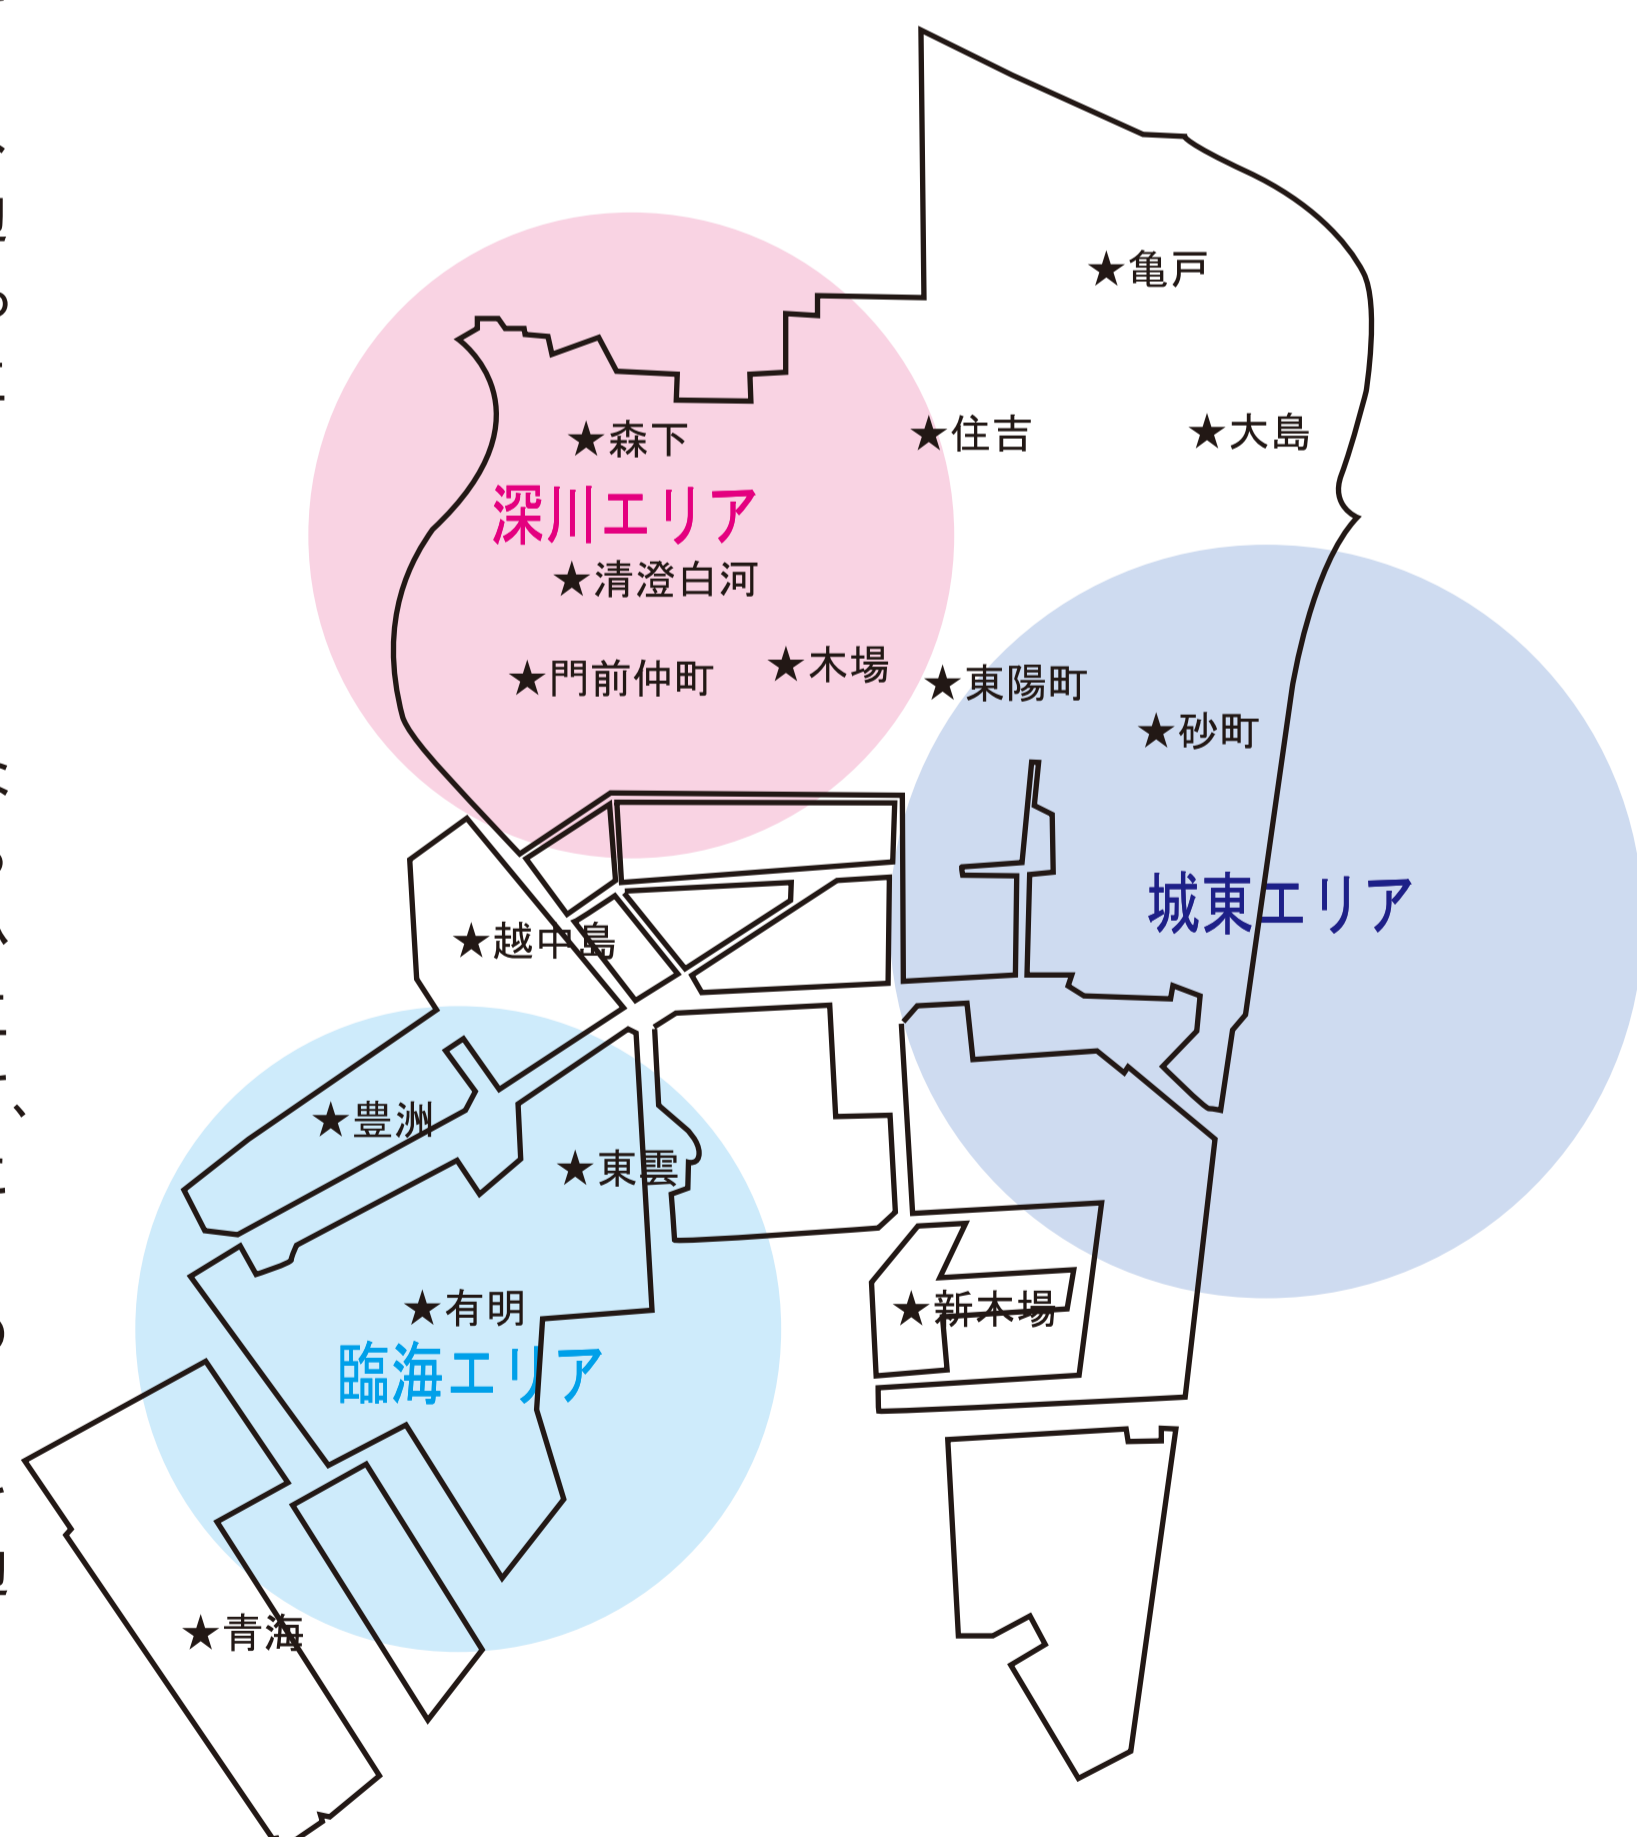 ★亀戸
★森下
★住吉
★大島
深川エリア
★清澄白河
★門前仲町
★木場
★東陽町
★砂町
城東エリア
★越中島
★豊洲
★東雲
★有明
★新木場
臨海エリア
★青海